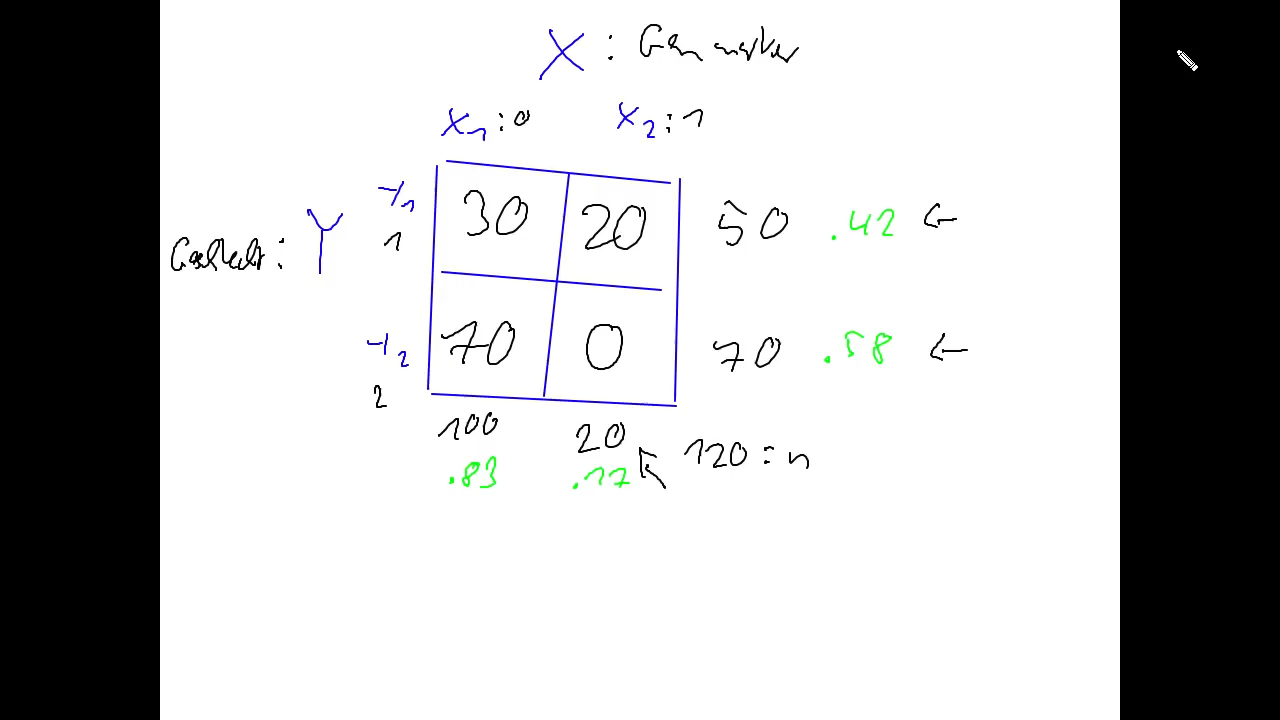 X : Genmarker
X1 : 0 X2 : 1
Y1 30 20 50 .42 ←
Y 1
Y2 70 0 70 .58 ←
2
100 20 120 = n
.83 .17